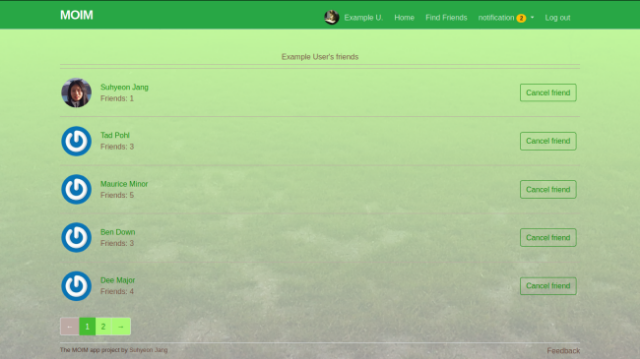 MOIM
Example U. Home Find Friends notification 2 Log out
Example User's friends
Suhyeon Jang
Friends: 1
Cancel friend
Tad Pohl
Friends: 3
Cancel friend
Maurice Minor
Friends: 5
Cancel friend
Ben Down
Friends: 3
Cancel friend
Dee Major
Friends: 4
Cancel friend
← 1 2 →
The MOIM app project by Suhyeon Jang
Feedback